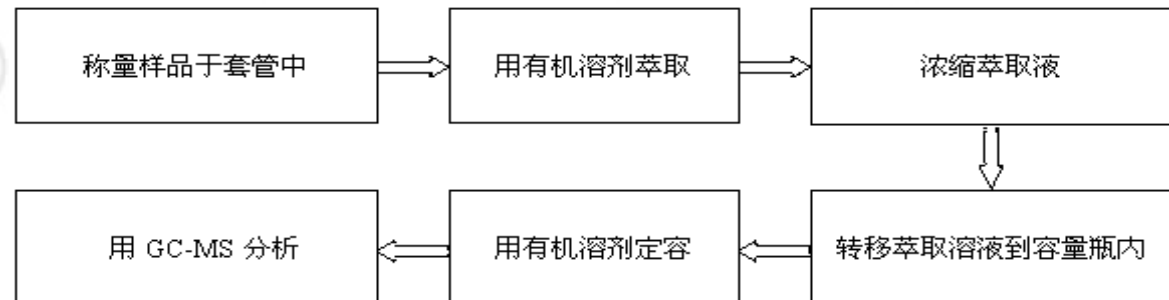 称量样品于套管中
用有机溶剂萃取
浓缩萃取液
转移萃取溶液到容量瓶内
用有机溶剂定容
用 GC-MS 分析